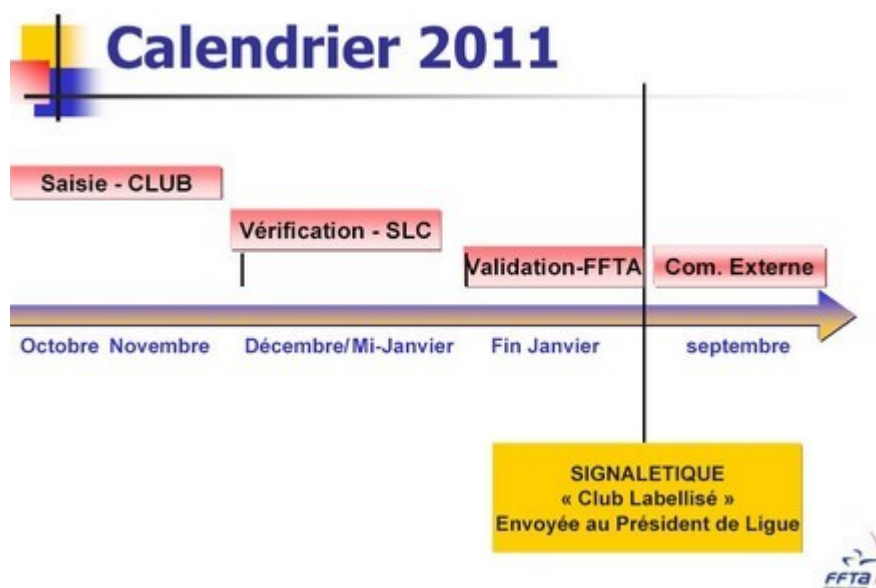 Calendrier 2011
Saisie - CLUB
Vérification - SLC
Validation-FFTA
Com. Externe
Octobre Novembre
Décembre/Mi-Janvier
Fin Janvier
septembre
SIGNALETIQUE
« Club Labellisé »
Envoyée au Président de Ligue
FFTA